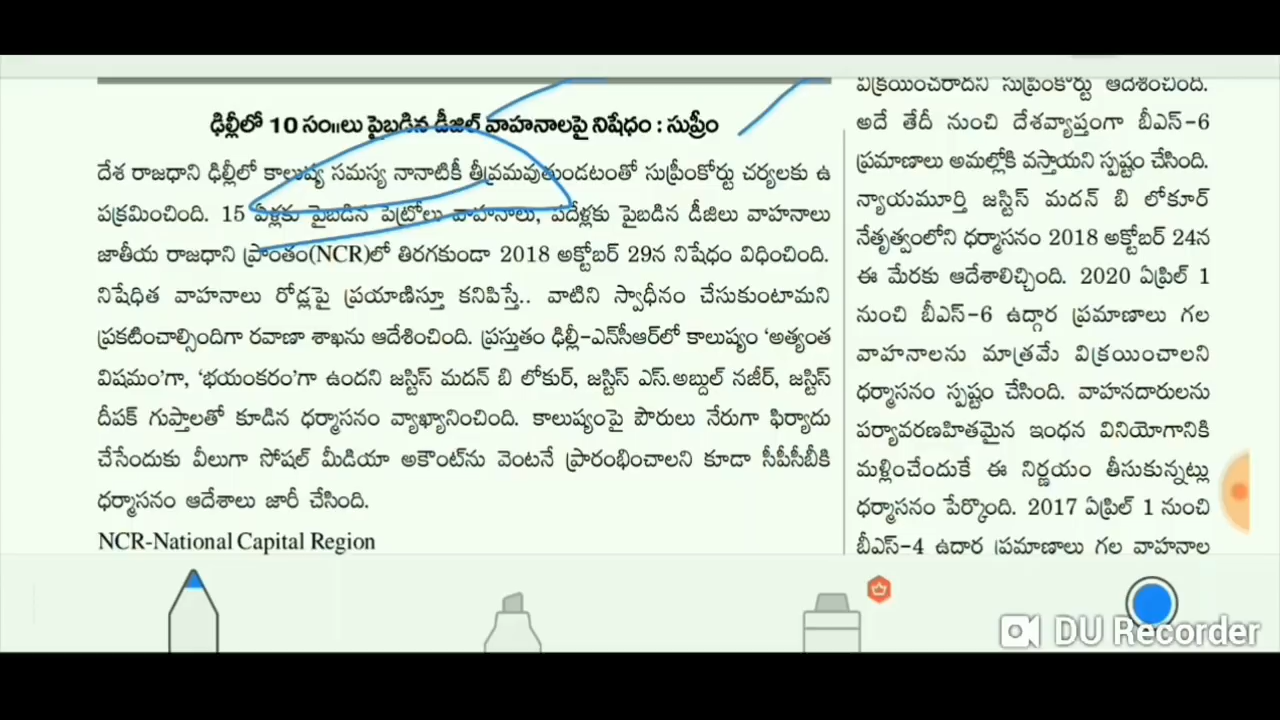 ఢిల్లీలో 10 సం॥లు పైబడిన డీజిల్ వాహనాలపై నిషేధం : సుప్రీం
దేశ రాజధాని ఢిల్లీలో కాలుష్య సమస్య నానాటికీ తీవ్రమవుతుండటంతో సుప్రీంకోర్టు చర్యలకు ఉ
పక్రమించింది. 15 ఏళ్లకు పైబడిన పెట్రోలు వాహనాలు, పదేళ్లకు పైబడిన డీజిలు వాహనాలు
జాతీయ రాజధాని ప్రాంతం(NCR)లో తిరగకుండా 2018 అక్టోబర్ 29న నిషేధం విధించింది.
నిషేధిత వాహనాలు రోడ్లపై ప్రయాణిస్తూ కనిపిస్తే.. వాటిని స్వాధీనం చేసుకుంటామని
ప్రకటించాల్సిందిగా రవాణా శాఖను ఆదేశించింది. ప్రస్తుతం ఢిల్లీ-ఎన్‌సీఆర్‌లో కాలుష్యం ‘అత్యంత
విషమం’గా, ‘భయంకరం’గా ఉందని జస్టిస్ మదన్ బి లోకుర్, జస్టిస్ ఎస్.అబ్దుల్ నజీర్, జస్టిస్
దీపక్ గుప్తాలతో కూడిన ధర్మాసనం వ్యాఖ్యానించింది. కాలుష్యంపై పౌరులు నేరుగా ఫిర్యాదు
చేసేందుకు వీలుగా సోషల్ మీడియా అకౌంట్‌ను వెంటనే ప్రారంభించాలని కూడా సీపీసీబీకి
ధర్మాసనం ఆదేశాలు జారీ చేసింది.
NCR-National Capital Region
విక్రయించరాదని సుప్రీంకోర్టు ఆదేశించింది.
అదే తేదీ నుంచి దేశవ్యాప్తంగా బీఎస్-6
ప్రమాణాలు అమల్లోకి వస్తాయని స్పష్టం చేసింది.
న్యాయమూర్తి జస్టిస్ మదన్ బి లోకూర్
నేతృత్వంలోని ధర్మాసనం 2018 అక్టోబర్ 24న
ఈ మేరకు ఆదేశాలిచ్చింది. 2020 ఏప్రిల్ 1
నుంచి బీఎస్-6 ఉద్గార ప్రమాణాలు గల
వాహనాలను మాత్రమే విక్రయించాలని
ధర్మాసనం స్పష్టం చేసింది. వాహనదారులను
పర్యావరణహితమైన ఇంధన వినియోగానికి
మళ్లించేందుకే ఈ నిర్ణయం తీసుకున్నట్లు
ధర్మాసనం పేర్కొంది. 2017 ఏప్రిల్ 1 నుంచి
బీఎస్-4 ఉద్గార ప్రమాణాలు గల వాహనాల
DU Recorder